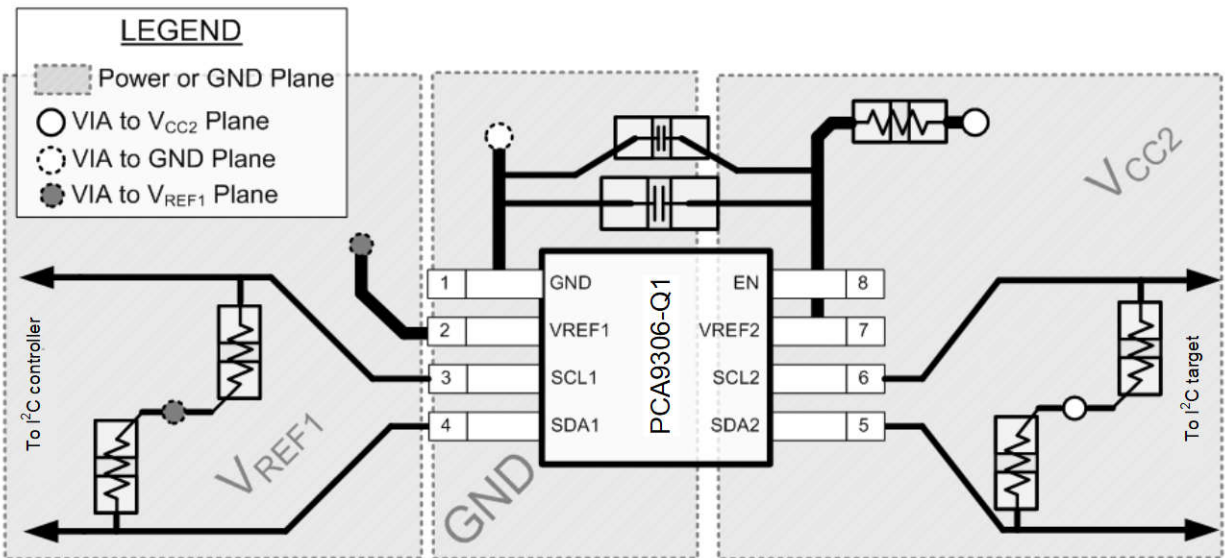 LEGEND
Power or GND Plane
VIA to VCC2 Plane
VIA to GND Plane
VIA to VREF1 Plane
VCC2
1 GND EN 8
2 VREF1 VREF2 7
3 SCL1 SCL2 6
4 SDA1 SDA2 5
PCA9306-Q1
To I²C controller
To I²C target
VREF1
GND